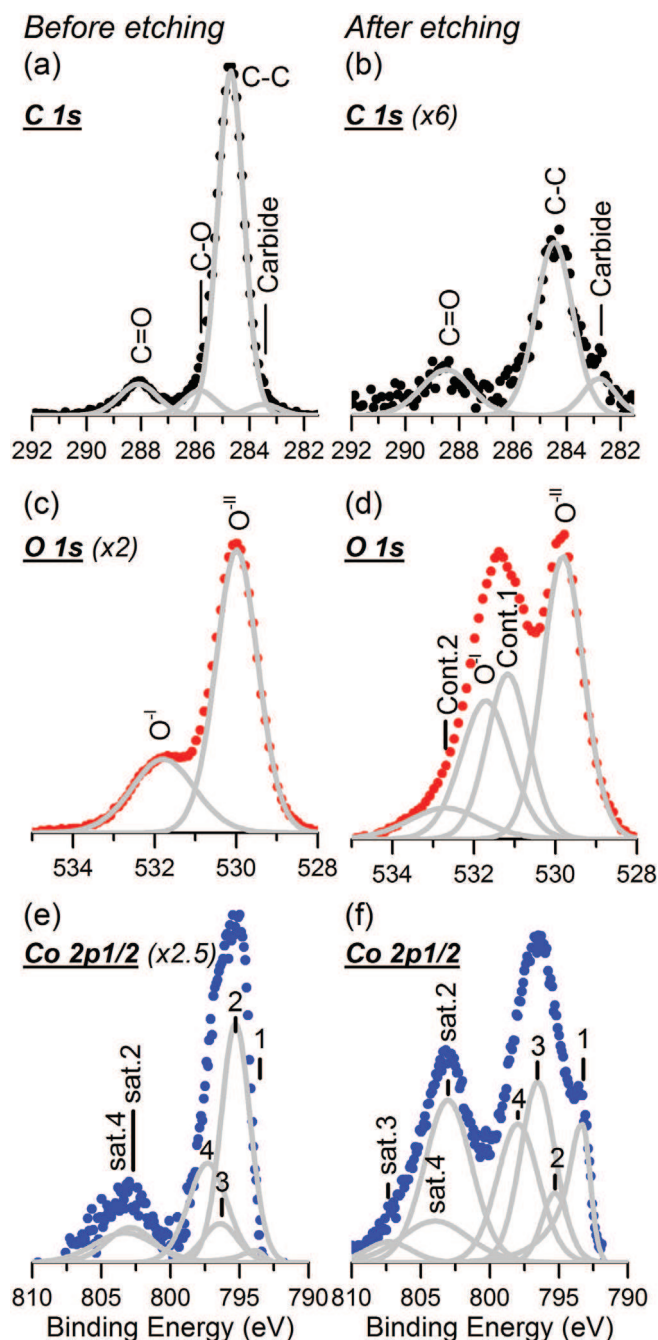 Before etching
After etching
(a)
(b)
C 1s
C 1s (x6)
C-C
C-O
Carbide
C=O
C-C
Carbide
C=O
292 290 288 286 284 282
292 290 288 286 284 282
(c)
(d)
O 1s (x2)
O 1s
O-II
O-I
O-II
Cont.2
O-I
Cont.1
534 532 530 528
534 532 530 528
(e)
(f)
Co 2p1/2 (x2.5)
Co 2p1/2
sat.4
sat.2
4
3
2
1
sat.3
sat.2
sat.4
4
3
2
1
810 805 800 795 790
810 805 800 795 790
Binding Energy (eV)
Binding Energy (eV)